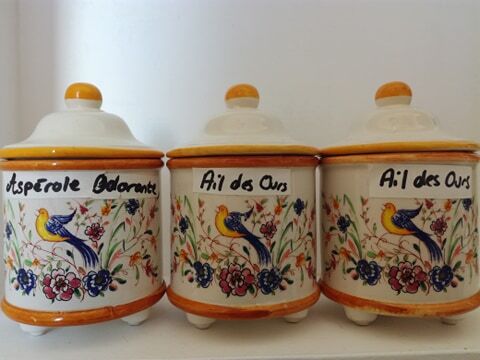 Aspérole Odorante
Ail des Ours
Ail des Ours